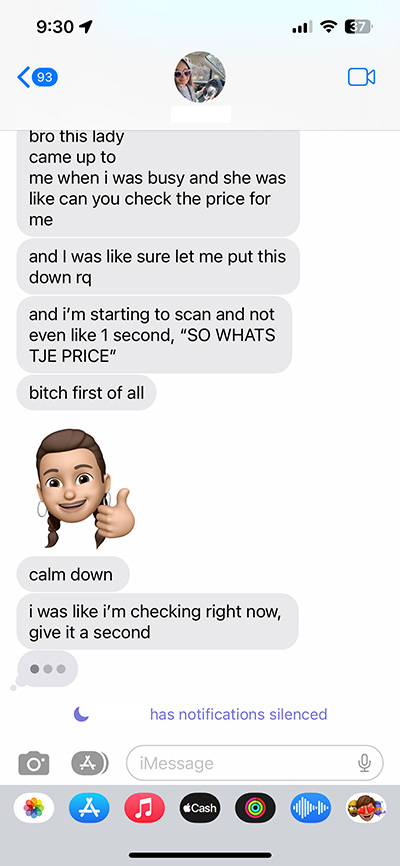 9:30
37
93
bro this lady
came up to
me when i was busy and she was
like can you check the price for
me
and I was like sure let me put this
down rq
and i’m starting to scan and not
even like 1 second, “SO WHATS
TJE PRICE”
bitch first of all
calm down
i was like i’m checking right now,
give it a second
has notifications silenced
iMessage
Cash